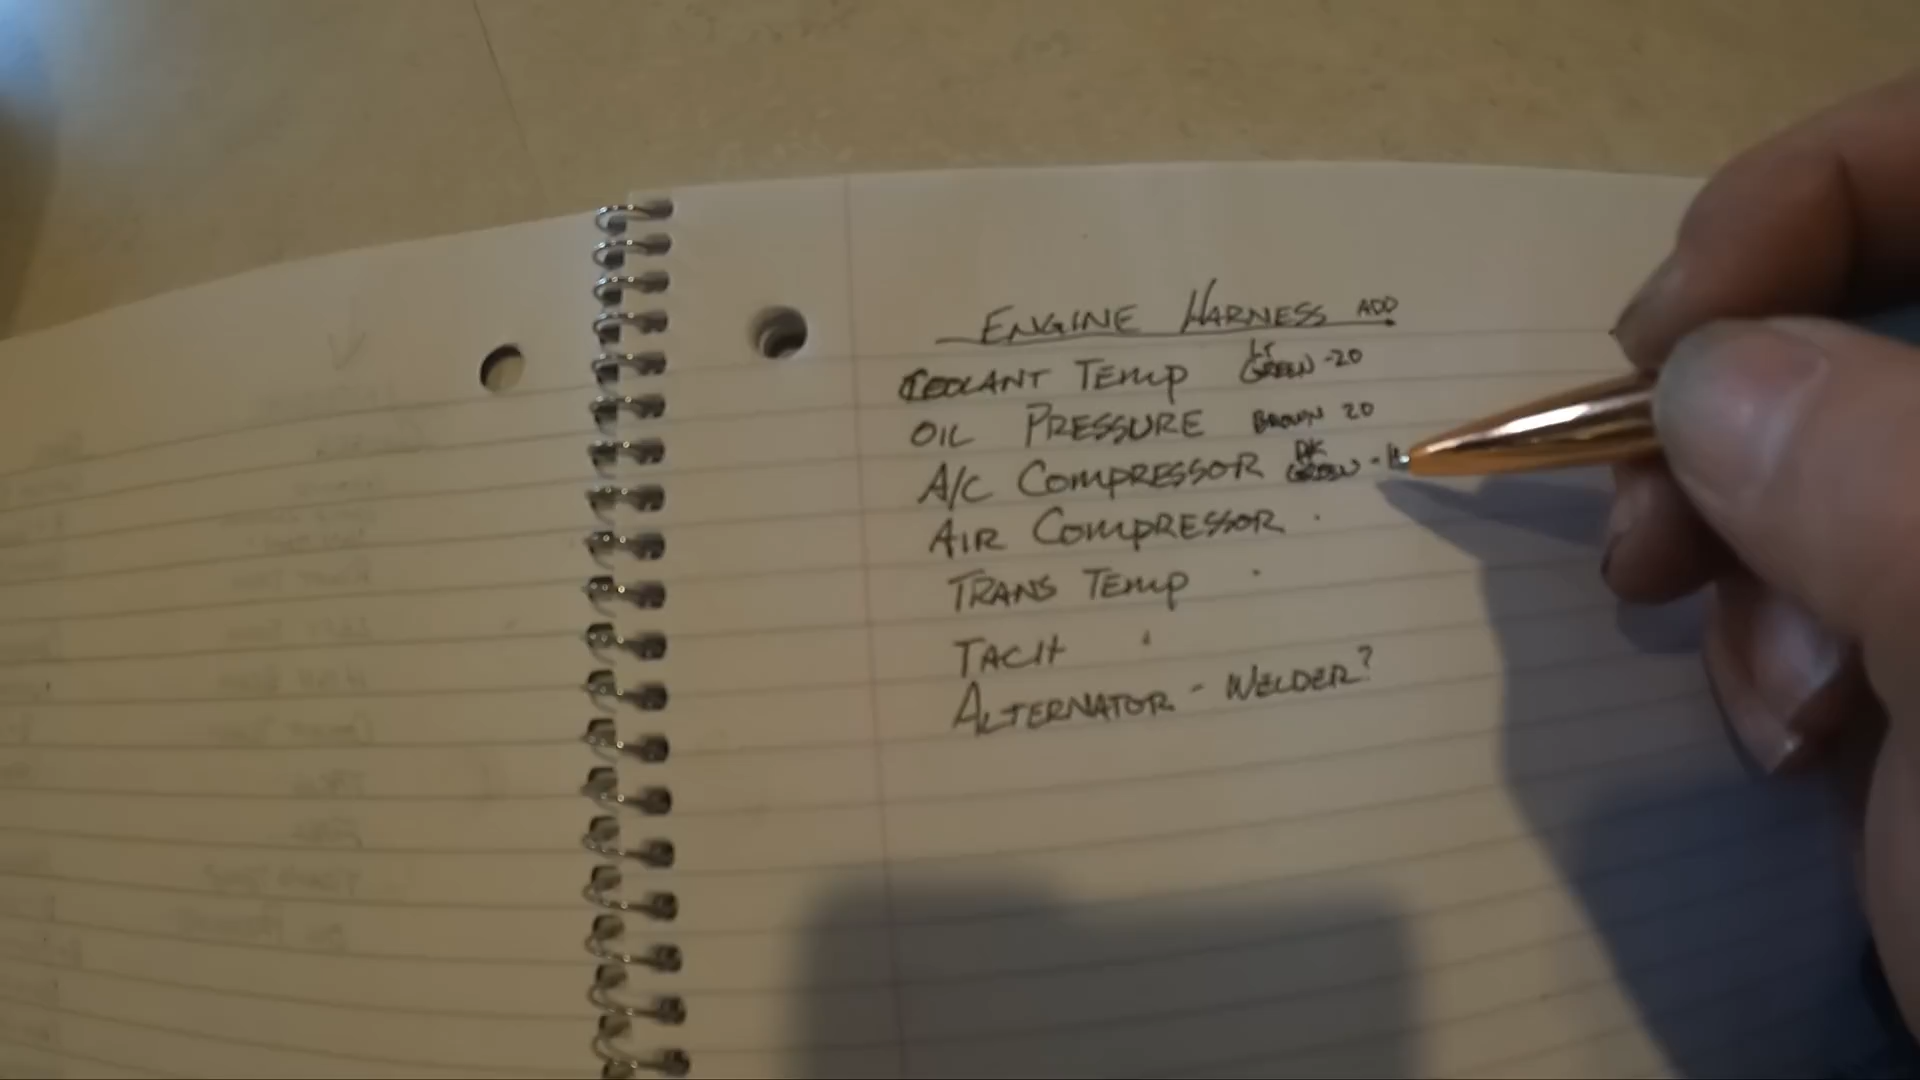 ENGINE HARNESS ADD
COOLANT TEMP LT GREEN - 20
OIL PRESSURE BROWN 20
A/C COMPRESSOR DK GREEN -
AIR COMPRESSOR
TRANS TEMP
TACH
ALTERNATOR - WELDER?